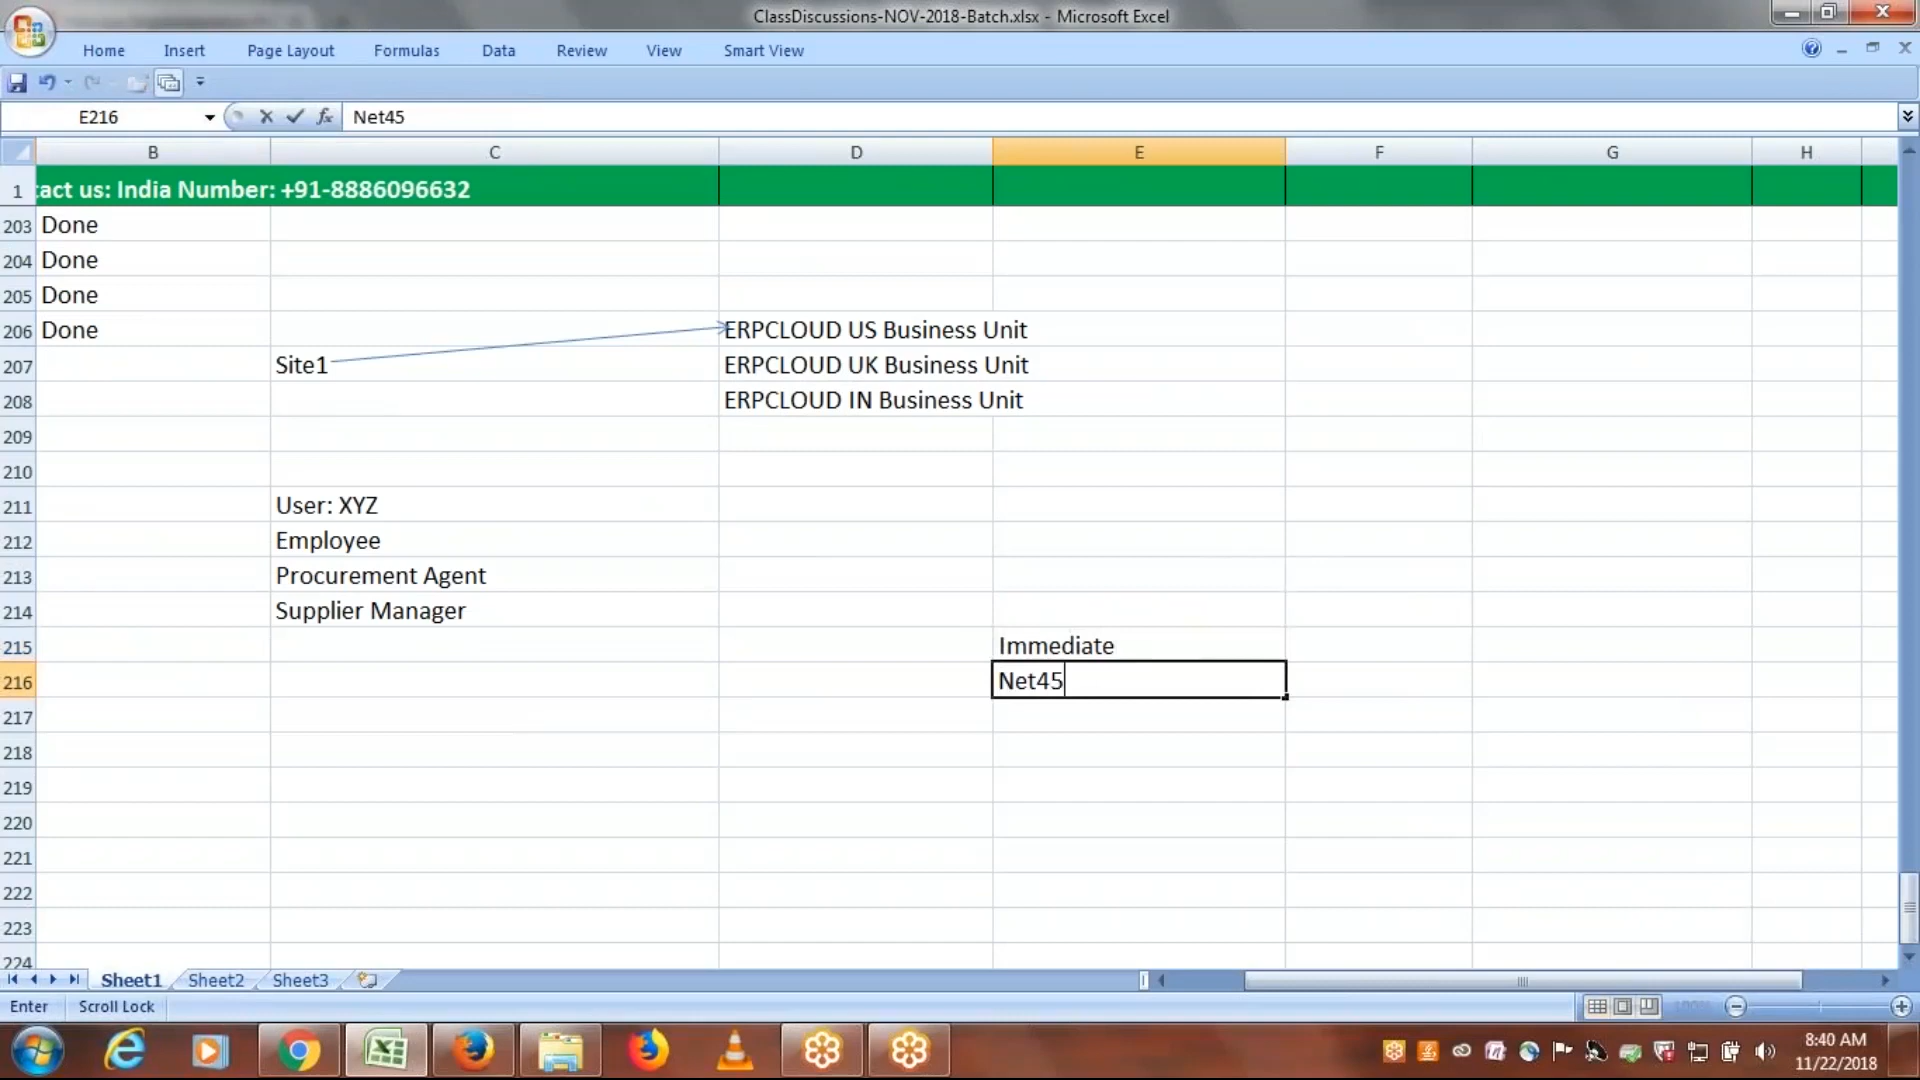 ClassDiscussions-NOV-2018-Batch.xlsx - Microsoft Excel
Home Insert Page Layout Formulas Data Review View Smart View
E216 fx Net45
B C D E F G H
1 tact us: India Number: +91-8886096632
203 Done
204 Done
205 Done
206 Done ERPCLOUD US Business Unit
207 Site1 ERPCLOUD UK Business Unit
208 ERPCLOUD IN Business Unit
209
210
211 User: XYZ
212 Employee
213 Procurement Agent
214 Supplier Manager
215 Immediate
216 Net45
217
218
219
220
221
222
223
224
Sheet1 Sheet2 Sheet3
Enter Scroll Lock 100%
8:40 AM
11/22/2018